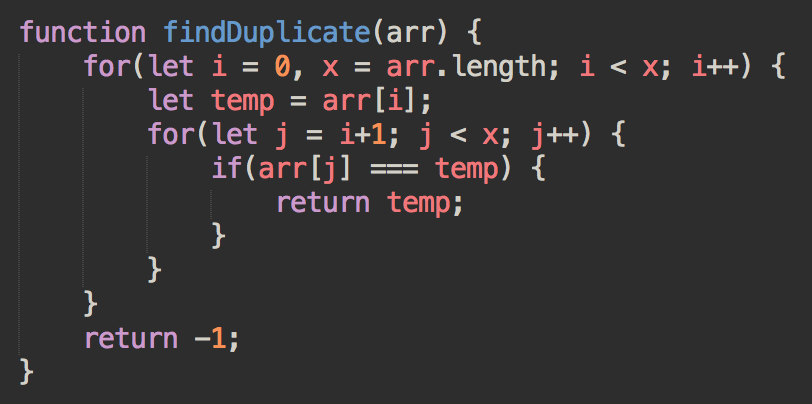 function findDuplicate(arr) {
    for(let i = 0, x = arr.length; i < x; i++) {
        let temp = arr[i];
        for(let j = i+1; j < x; j++) {
            if(arr[j] === temp) {
                return temp;
            }
        }
    }
    return -1;
}